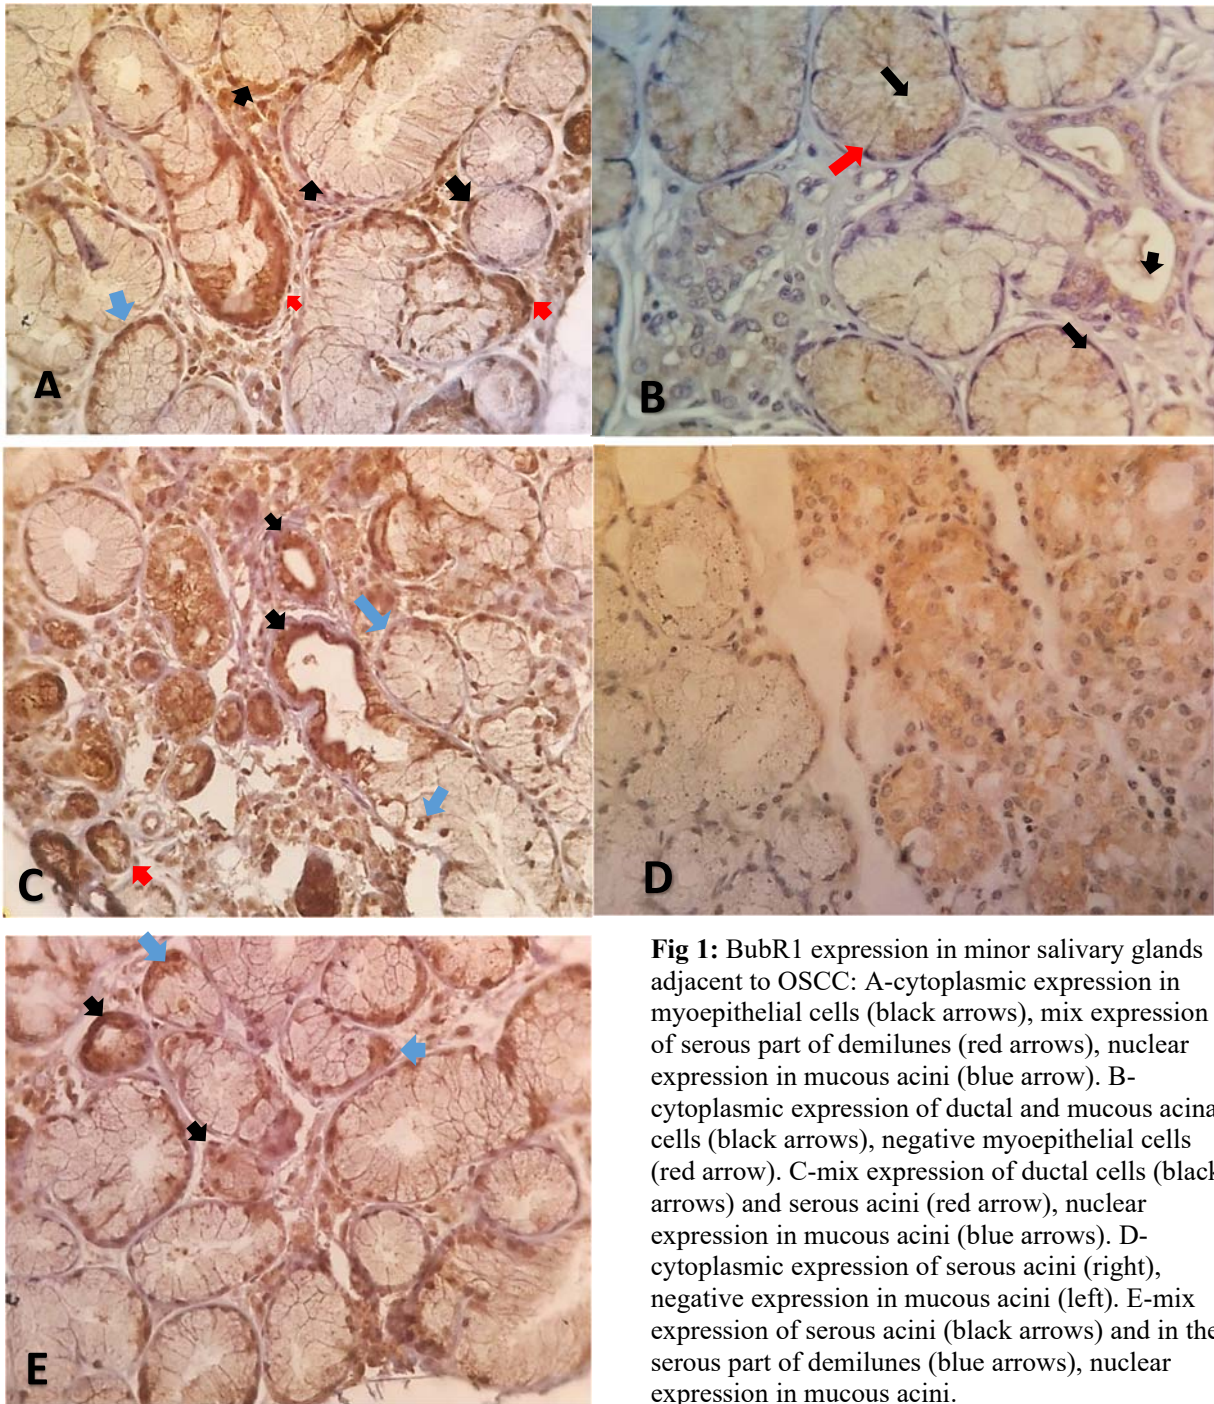 A
B
C
D
E
Fig 1: BubR1 expression in minor salivary glands
adjacent to OSCC: A-cytoplasmic expression in
myoepithelial cells (black arrows), mix expression
of serous part of demilunes (red arrows), nuclear
expression in mucous acini (blue arrow). B-
cytoplasmic expression of ductal and mucous acina
cells (black arrows), negative myoepithelial cells
(red arrow). C-mix expression of ductal cells (black
arrows) and serous acini (red arrow), nuclear
expression in mucous acini (blue arrows). D-
cytoplasmic expression of serous acini (right),
negative expression in mucous acini (left). E-mix
expression of serous acini (black arrows) and in the
serous part of demilunes (blue arrows), nuclear
expression in mucous acini.